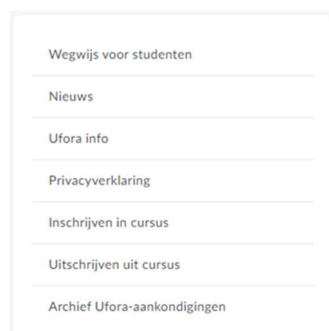 Wegwijs voor studenten
Nieuws
Ufora info
Privacyverklaring
Inschrijven in cursus
Uitschrijven uit cursus
Archief Ufora-aankondigingen